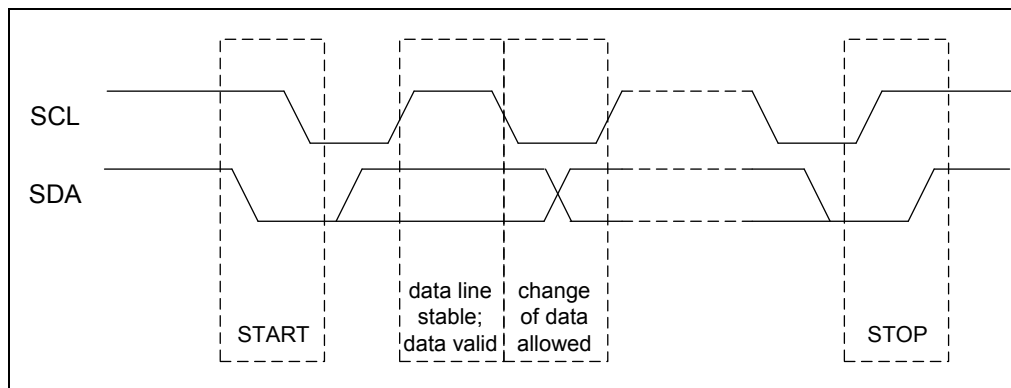 SCL
SDA
START
data line
stable;
data valid
change
of data
allowed
STOP